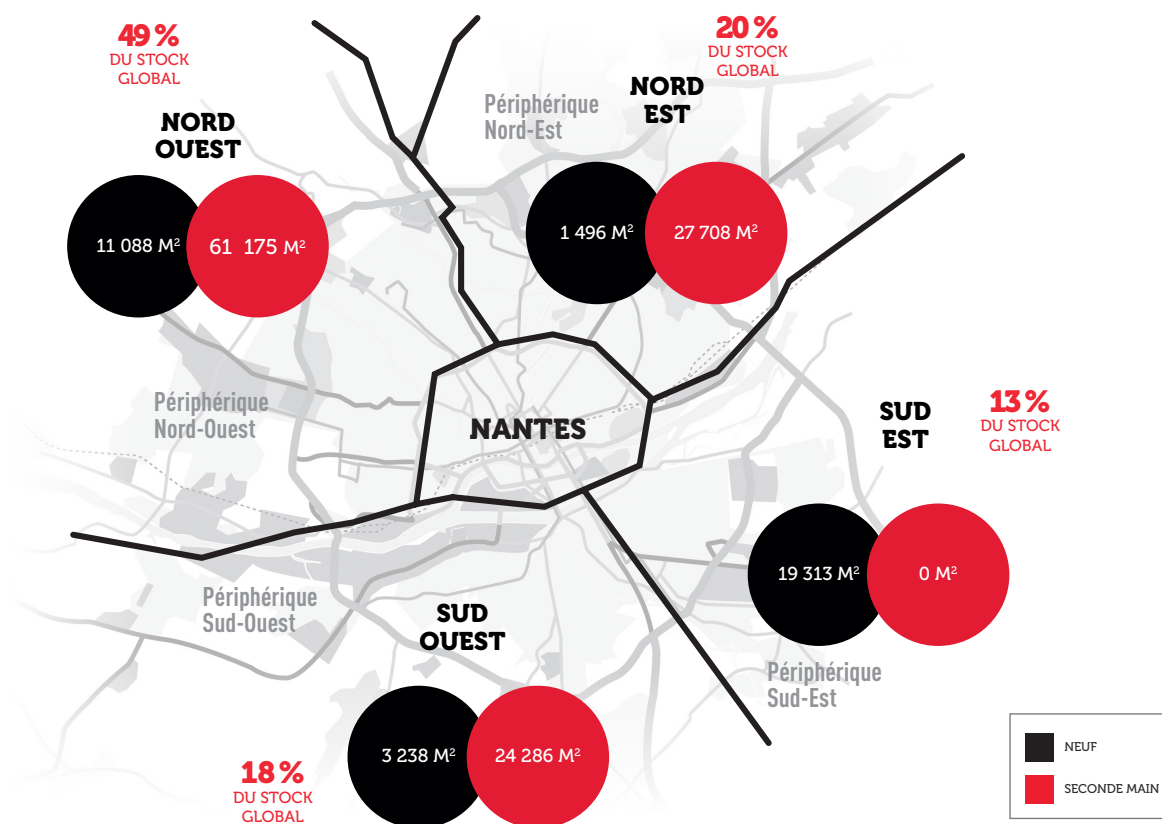 49 %
DU STOCK
GLOBAL
NORD
OUEST
11 088 M²
61 175 M²
20 %
DU STOCK
GLOBAL
NORD
EST
Périphérique
Nord-Est
1 496 M²
27 708 M²
Périphérique
Nord-Ouest
NANTES
SUD
EST
13 %
DU STOCK
GLOBAL
19 313 M²
0 M²
Périphérique
Sud-Est
Périphérique
Sud-Ouest
SUD
OUEST
3 238 M²
24 286 M²
18 %
DU STOCK
GLOBAL
NEUF
SECONDE MAIN